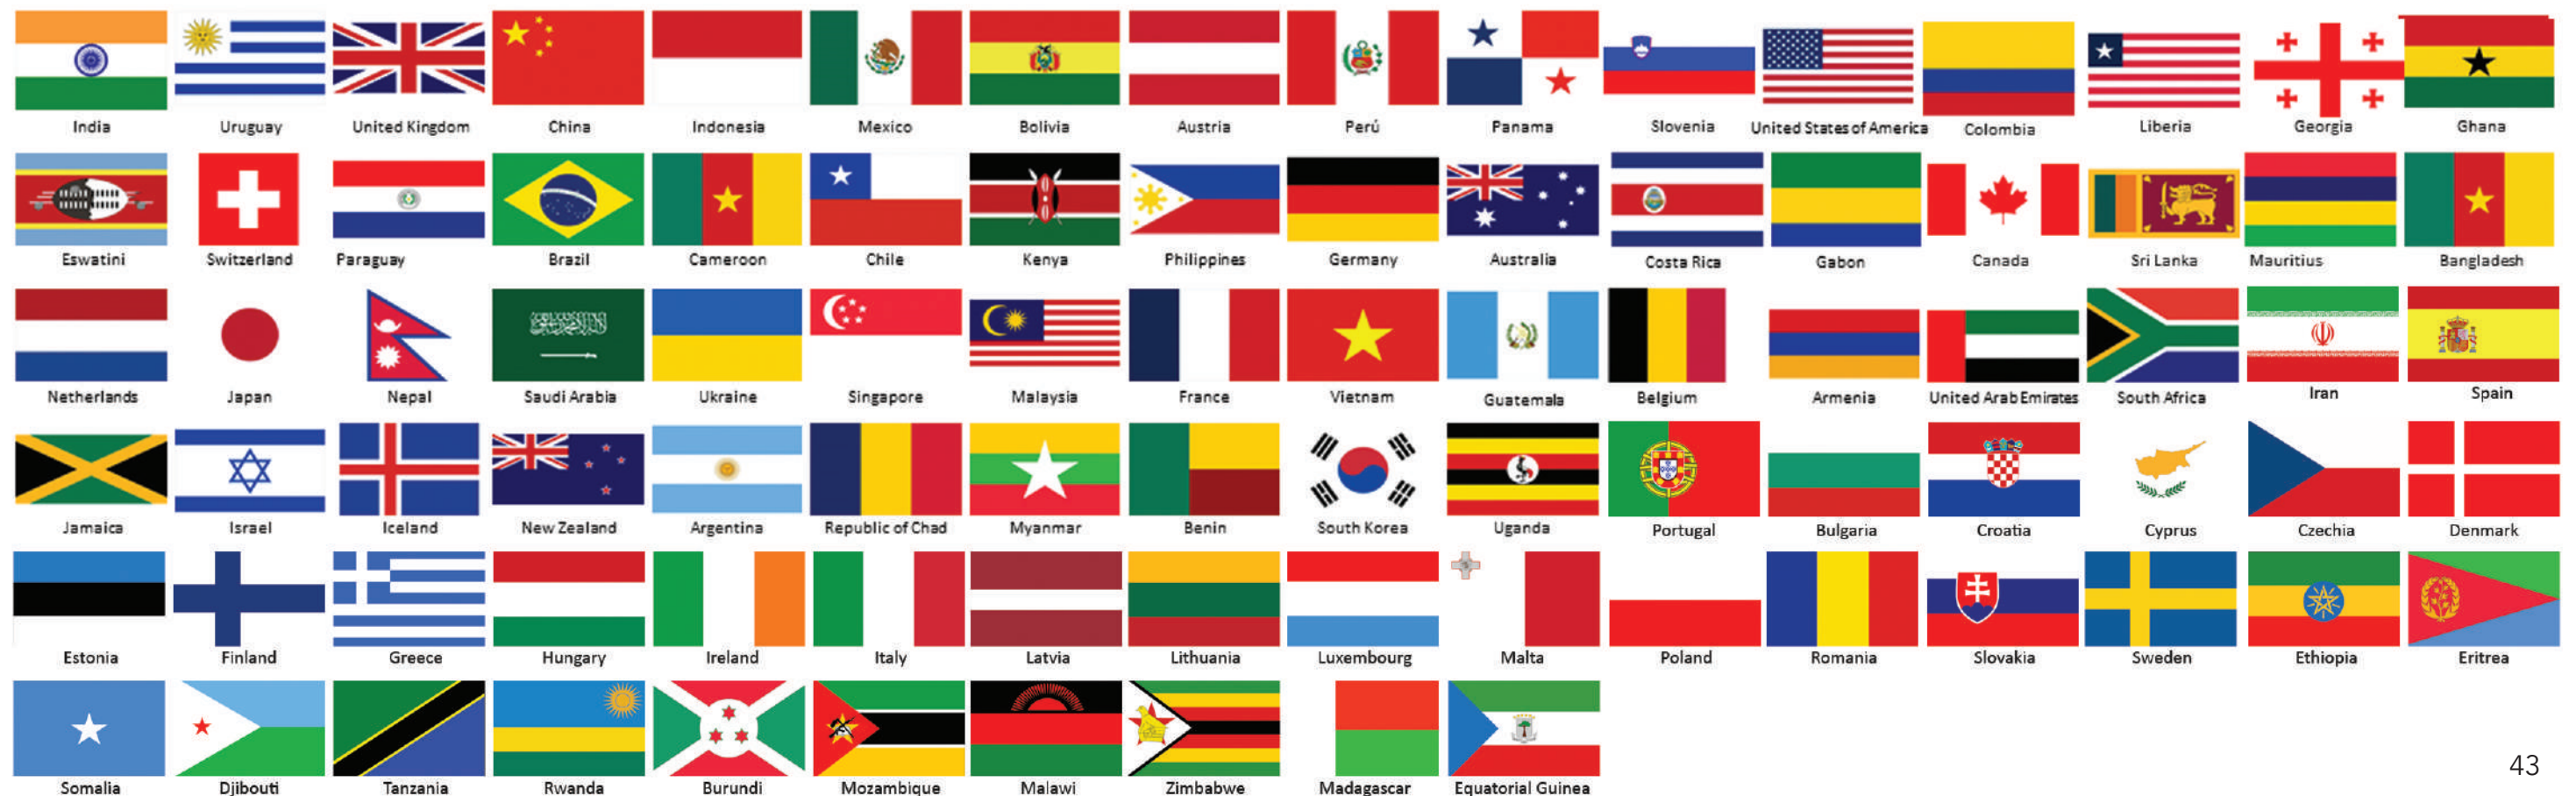 India Uruguay United Kingdom China Indonesia Mexico Bolivia Austria Perú Panama Slovenia United States of America Colombia Liberia Georgia Ghana
Eswatini Switzerland Paraguay Brazil Cameroon Chile Kenya Philippines Germany Australia Costa Rica Gabon Canada Sri Lanka Mauritius Bangladesh
Netherlands Japan Nepal Saudi Arabia Ukraine Singapore Malaysia France Vietnam Guatemala Belgium Armenia United Arab Emirates South Africa Iran Spain
Jamaica Israel Iceland New Zealand Argentina Republic of Chad Myanmar Benin South Korea Uganda Portugal Bulgaria Croatia Cyprus Czechia Denmark
Estonia Finland Greece Hungary Ireland Italy Latvia Lithuania Luxembourg Malta Poland Romania Slovakia Sweden Ethiopia Eritrea
Somalia Djibouti Tanzania Rwanda Burundi Mozambique Malawi Zimbabwe Madagascar Equatorial Guinea
43